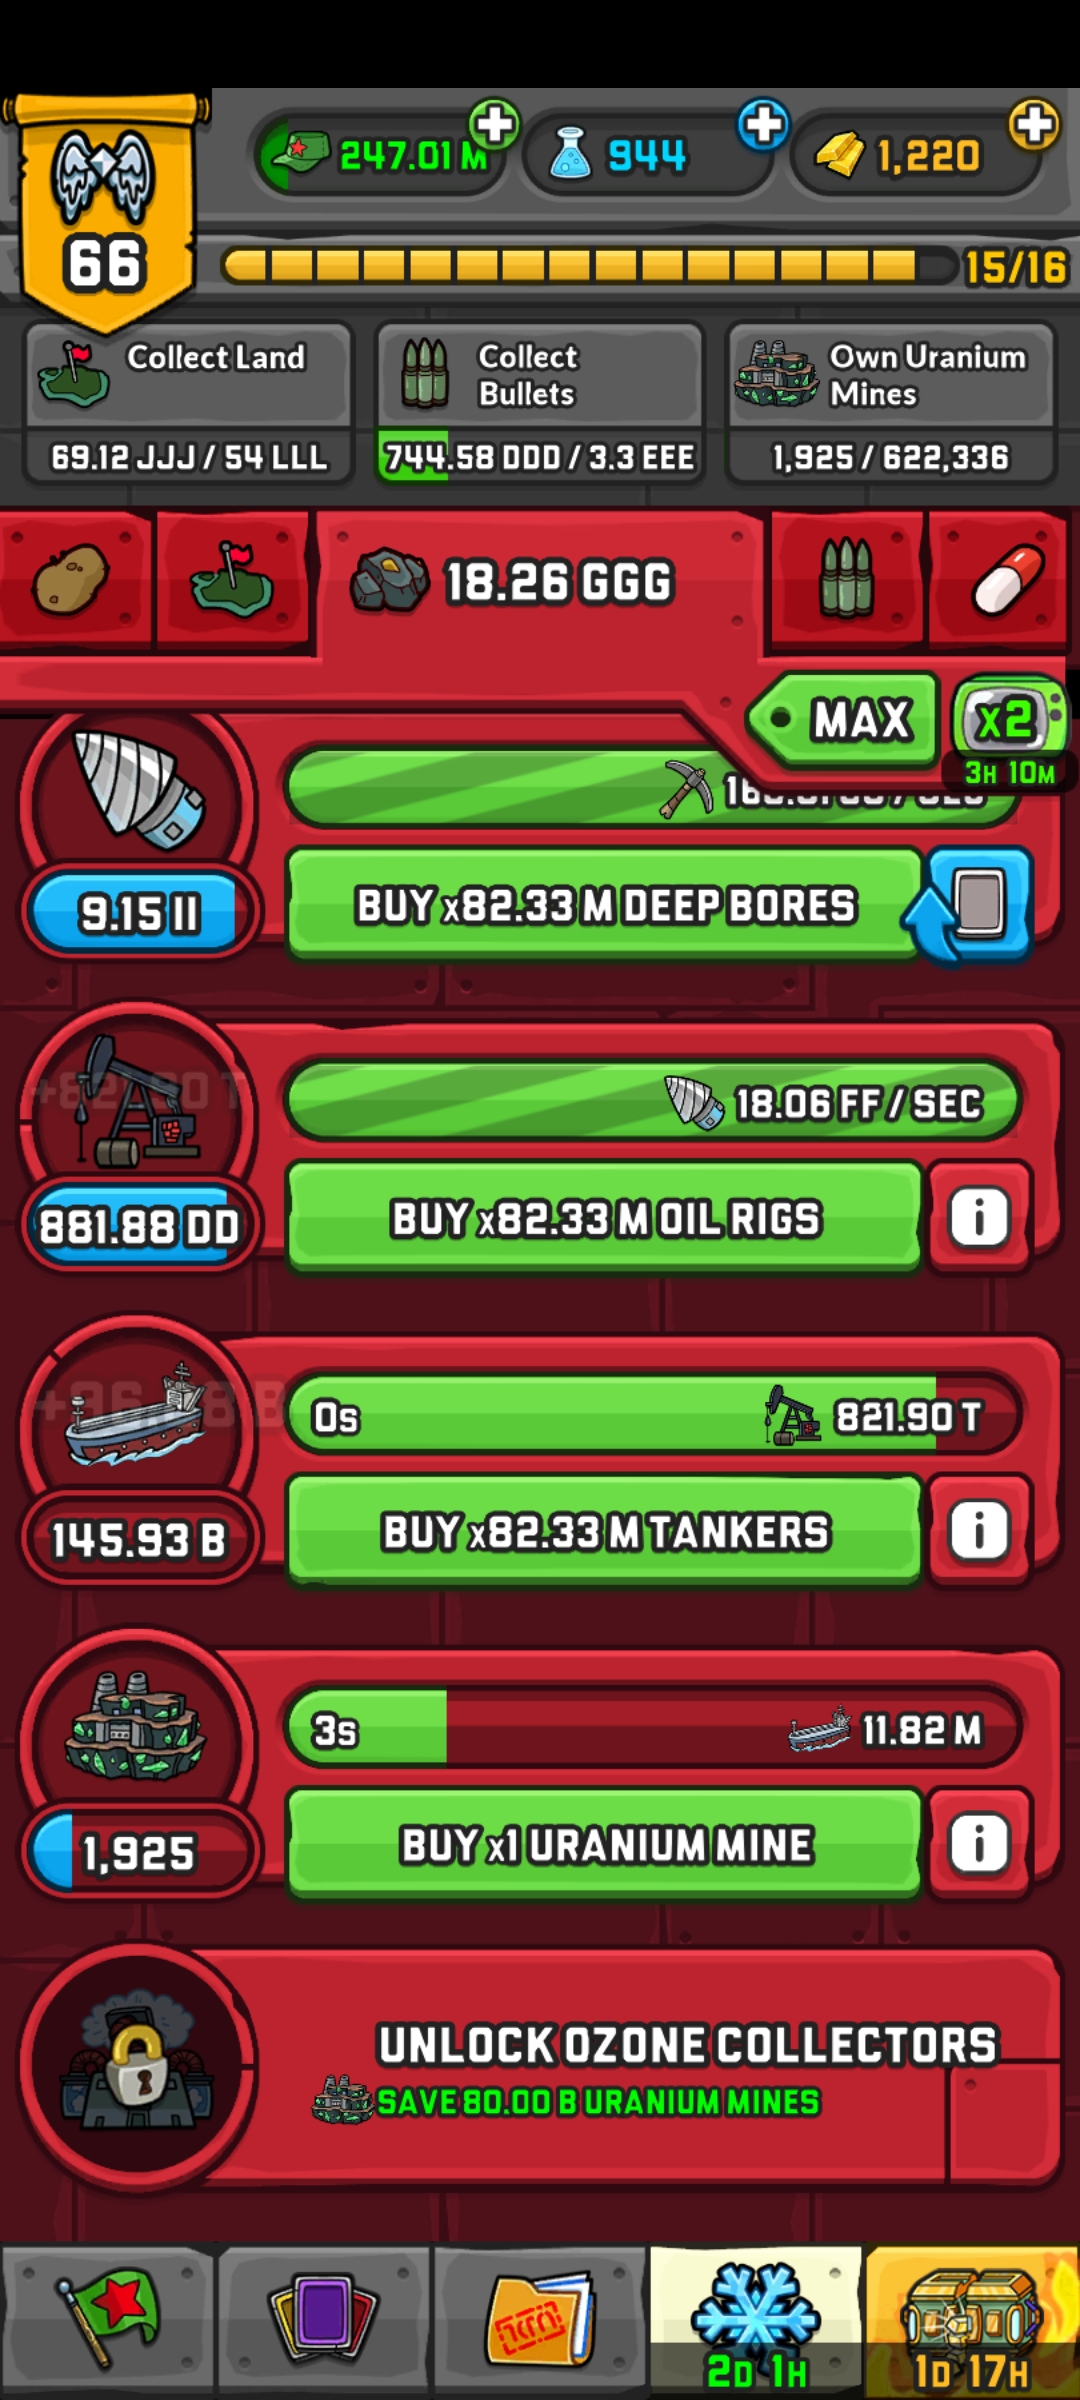 247.01 M
944
1,220
66
15/16
Collect Land
Collect
Bullets
Own Uranium
Mines
69.12 JJJ / 54 LLL
744.58 DDD / 3.3 EEE
1,925 / 622,336
18.26 GGG
MAX
x2
3H 10M
9.15 II
BUY x82.33 M DEEP BORES
+821.90 T
18.06 FF / SEC
881.88 DD
BUY x82.33 M OIL RIGS
i
0s
821.90 T
145.93 B
BUY x82.33 M TANKERS
i
3s
11.82 M
1,925
BUY x1 URANIUM MINE
i
UNLOCK OZONE COLLECTORS
SAVE 80.00 B URANIUM MINES
2D 1H
1D 17H